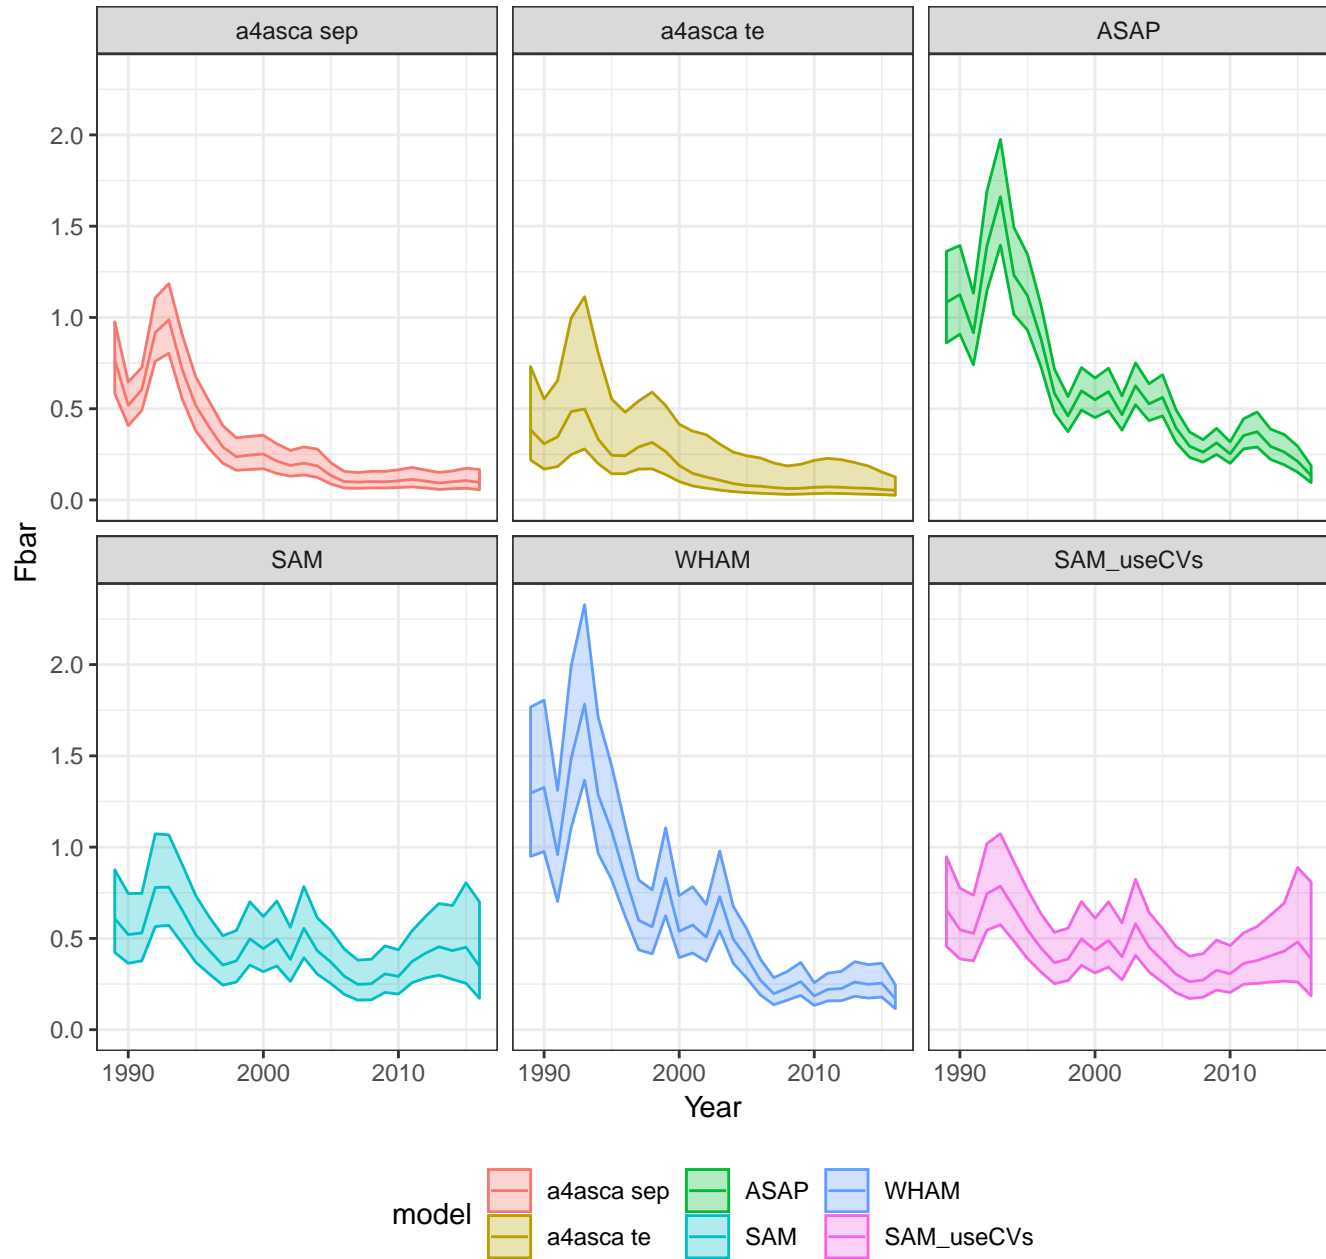 a4asca sep a4asca te ASAP
2.0
1.5
1.0
0.5
0.0
Fbar
SAM WHAM SAM_useCVs
2.0
1.5
1.0
0.5
0.0
1990 2000 2010 1990 2000 2010 1990 2000 2010
Year
model
a4asca sep ASAP WHAM
a4asca te SAM SAM_useCVs